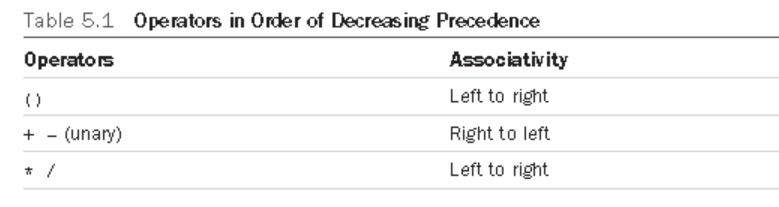 Table 5.1 Operators in Order of Decreasing Precedence
Operators Associativity
() Left to right
+ – (unary) Right to left
* / Left to right